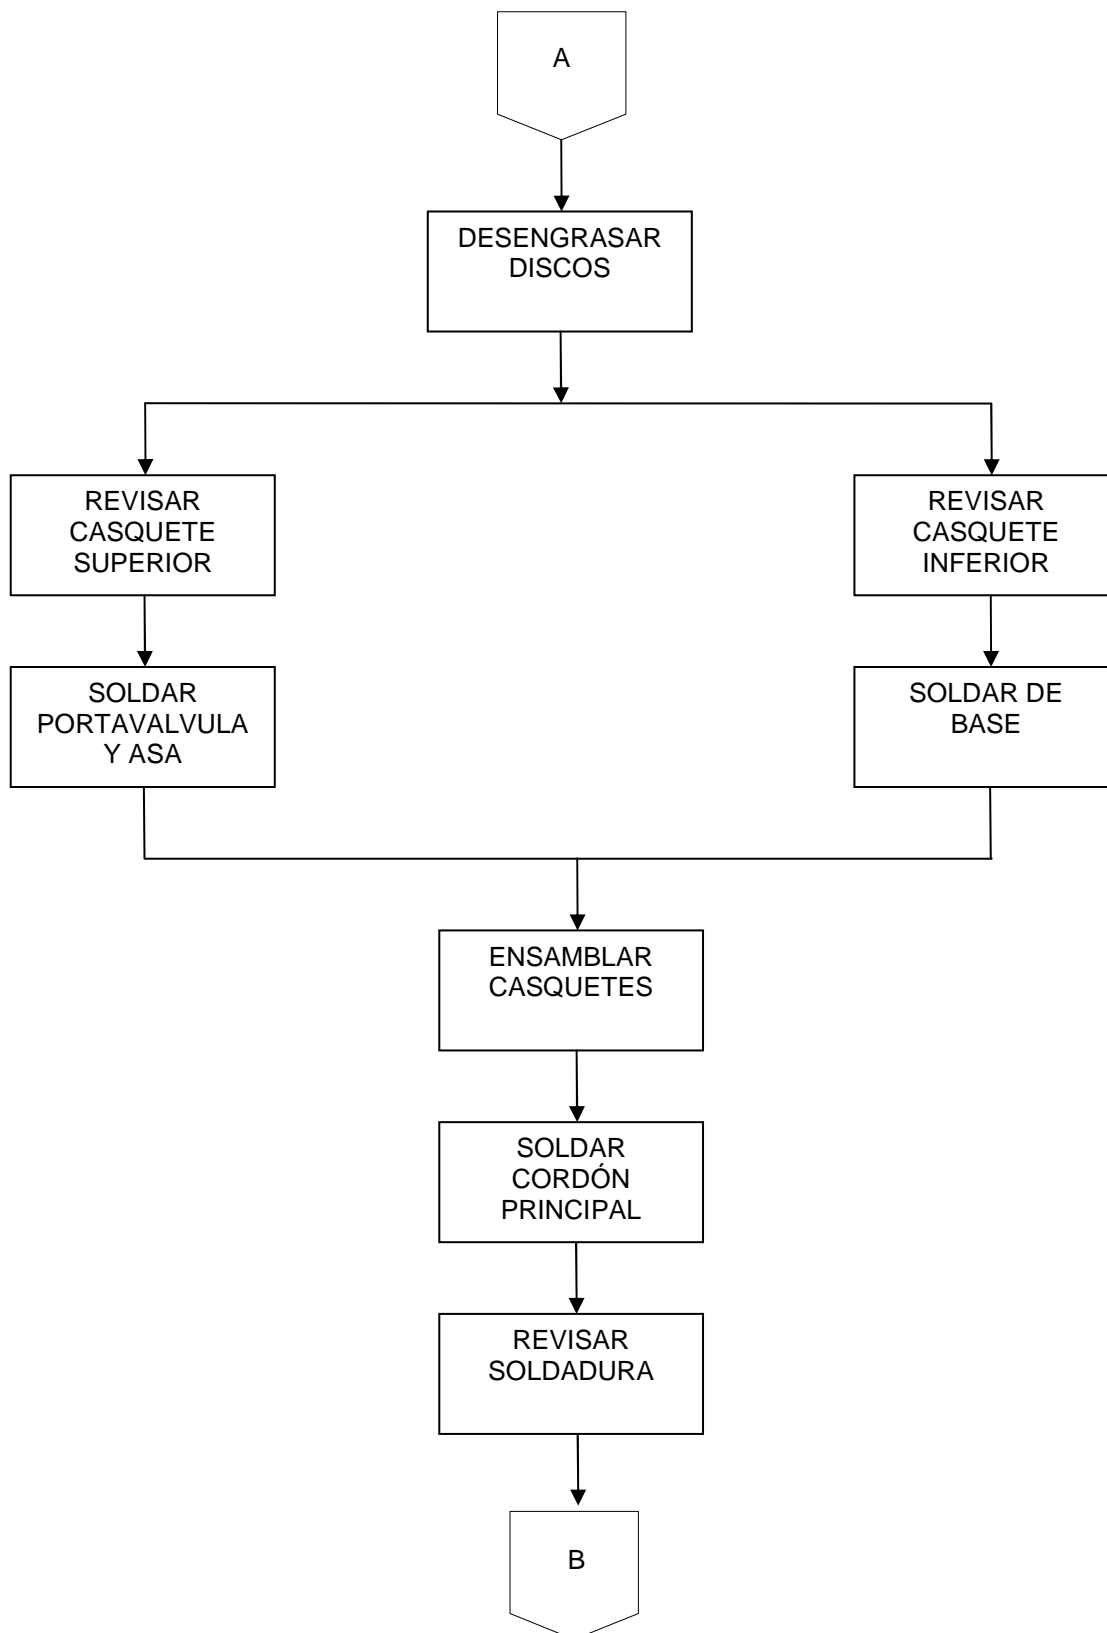 A
DESENGRASAR
DISCOS
REVISAR
CASQUETE
SUPERIOR
REVISAR
CASQUETE
INFERIOR
SOLDAR
PORTAVALVULA
Y ASA
SOLDAR DE
BASE
ENSAMBLAR
CASQUETES
SOLDAR
CORDÓN
PRINCIPAL
REVISAR
SOLDADURA
B